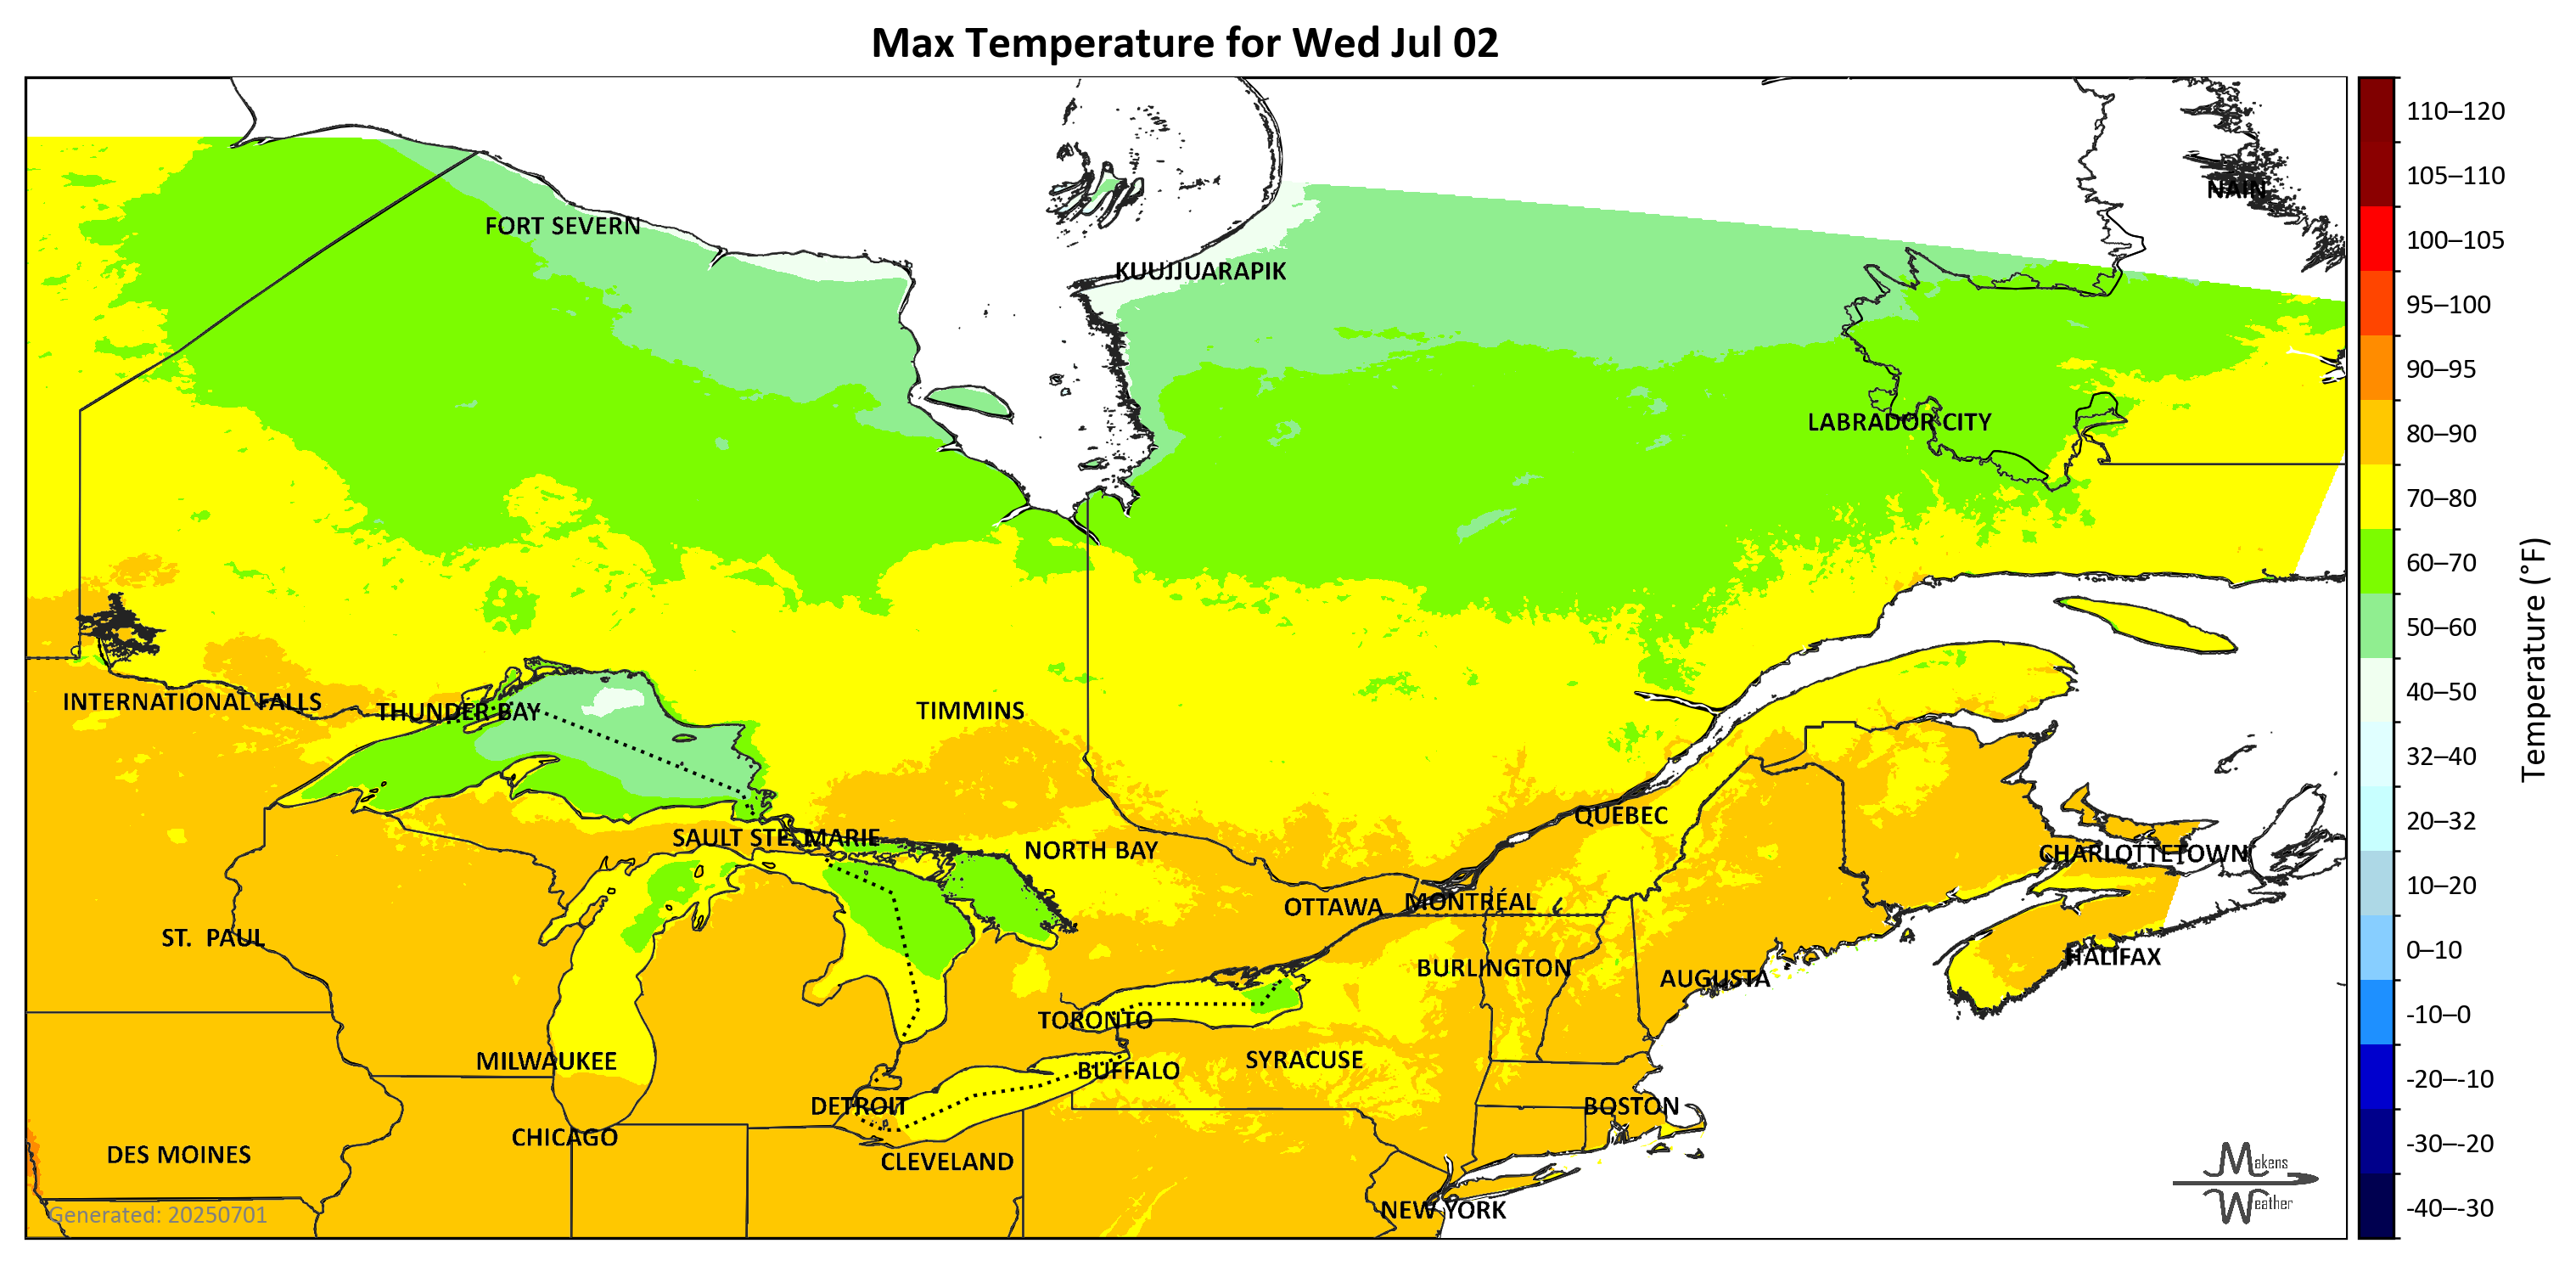 Max Temperature for Wed Jul 02
NAIN
FORT SEVERN
KUUJJUARAPIK
LABRADOR CITY
INTERNATIONAL FALLS
THUNDER BAY
TIMMINS
QUÉBEC
SAULT STE. MARIE
NORTH BAY
CHARLOTTETOWN
OTTAWA
MONTRÉAL
ST. PAUL
HALIFAX
BURLINGTON
AUGUSTA
TORONTO
MILWAUKEE
SYRACUSE
BUFFALO
DETROIT
BOSTON
CHICAGO
DES MOINES
CLEVELAND
NEW YORK
Generated: 20250701
Makens
Weather
110–120
105–110
100–105
95–100
90–95
80–90
70–80
60–70
50–60
40–50
32–40
20–32
10–20
0–10
-10–0
-20–-10
-30–-20
-40–-30
Temperature (°F)